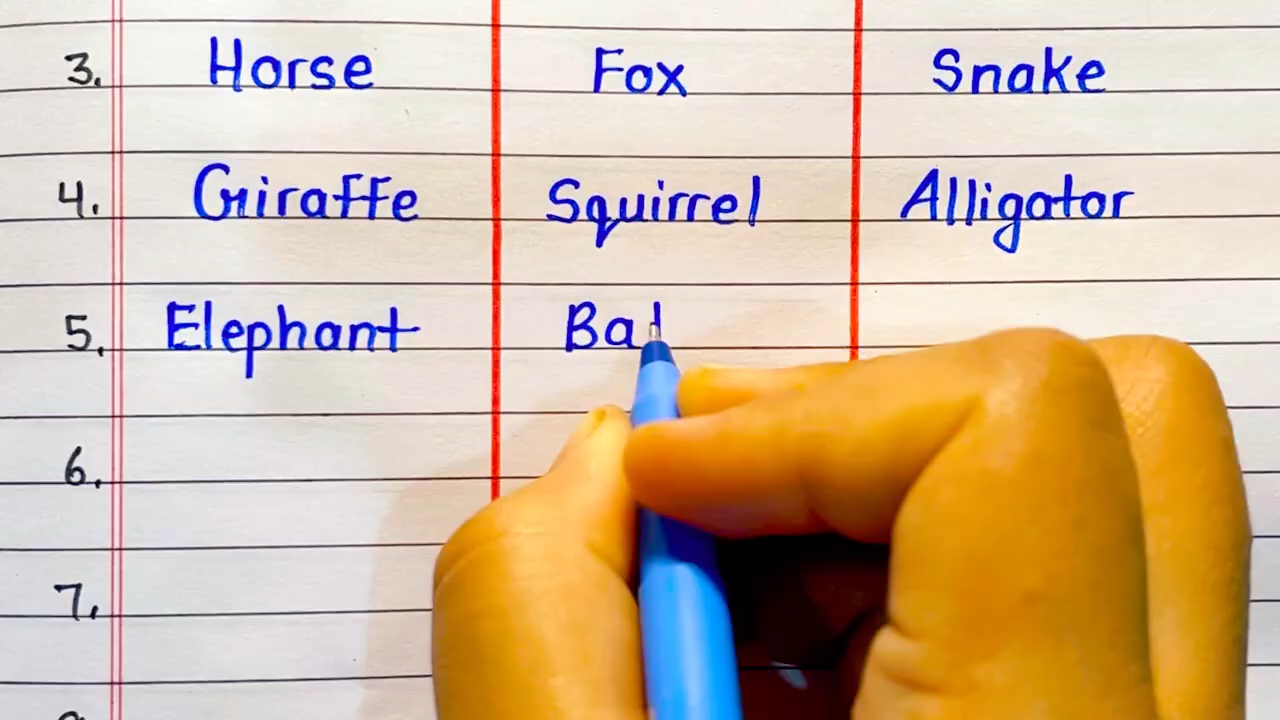 3. Horse Fox Snake
4. Giraffe Squirrel Alligator
5. Elephant Ba
6.
7.